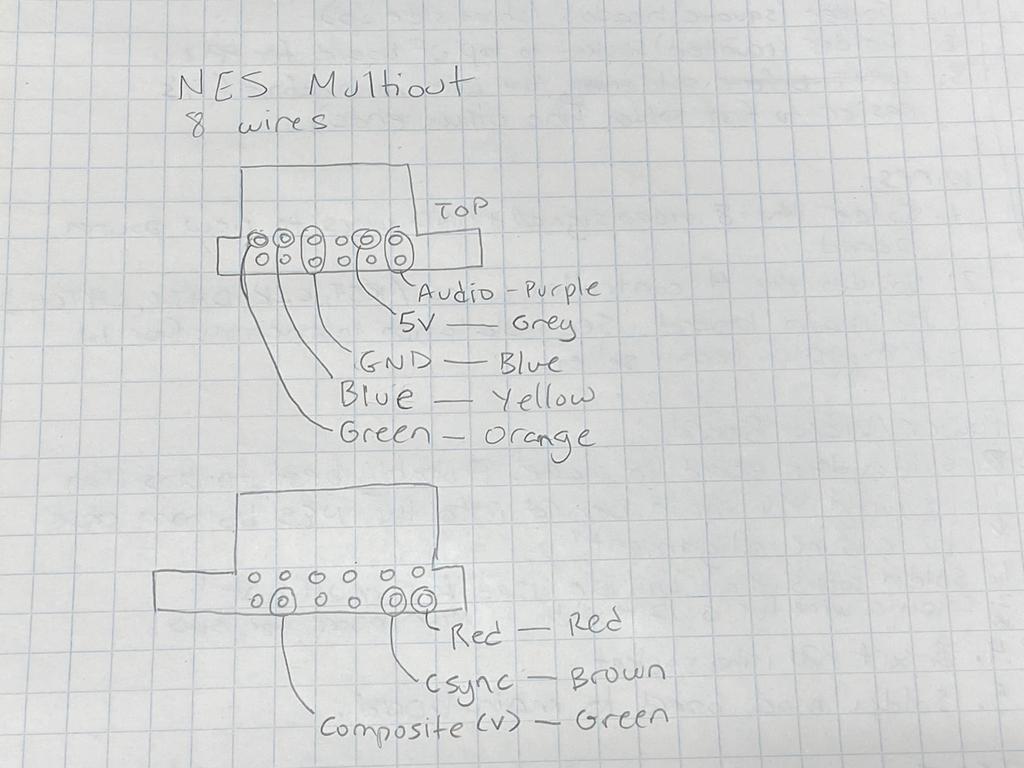 NES Multiout
8 wires
TOP
Audio - Purple
5V — Grey
GND — Blue
Blue — Yellow
Green - Orange
Red — Red
Csync — Brown
Composite (V) — Green